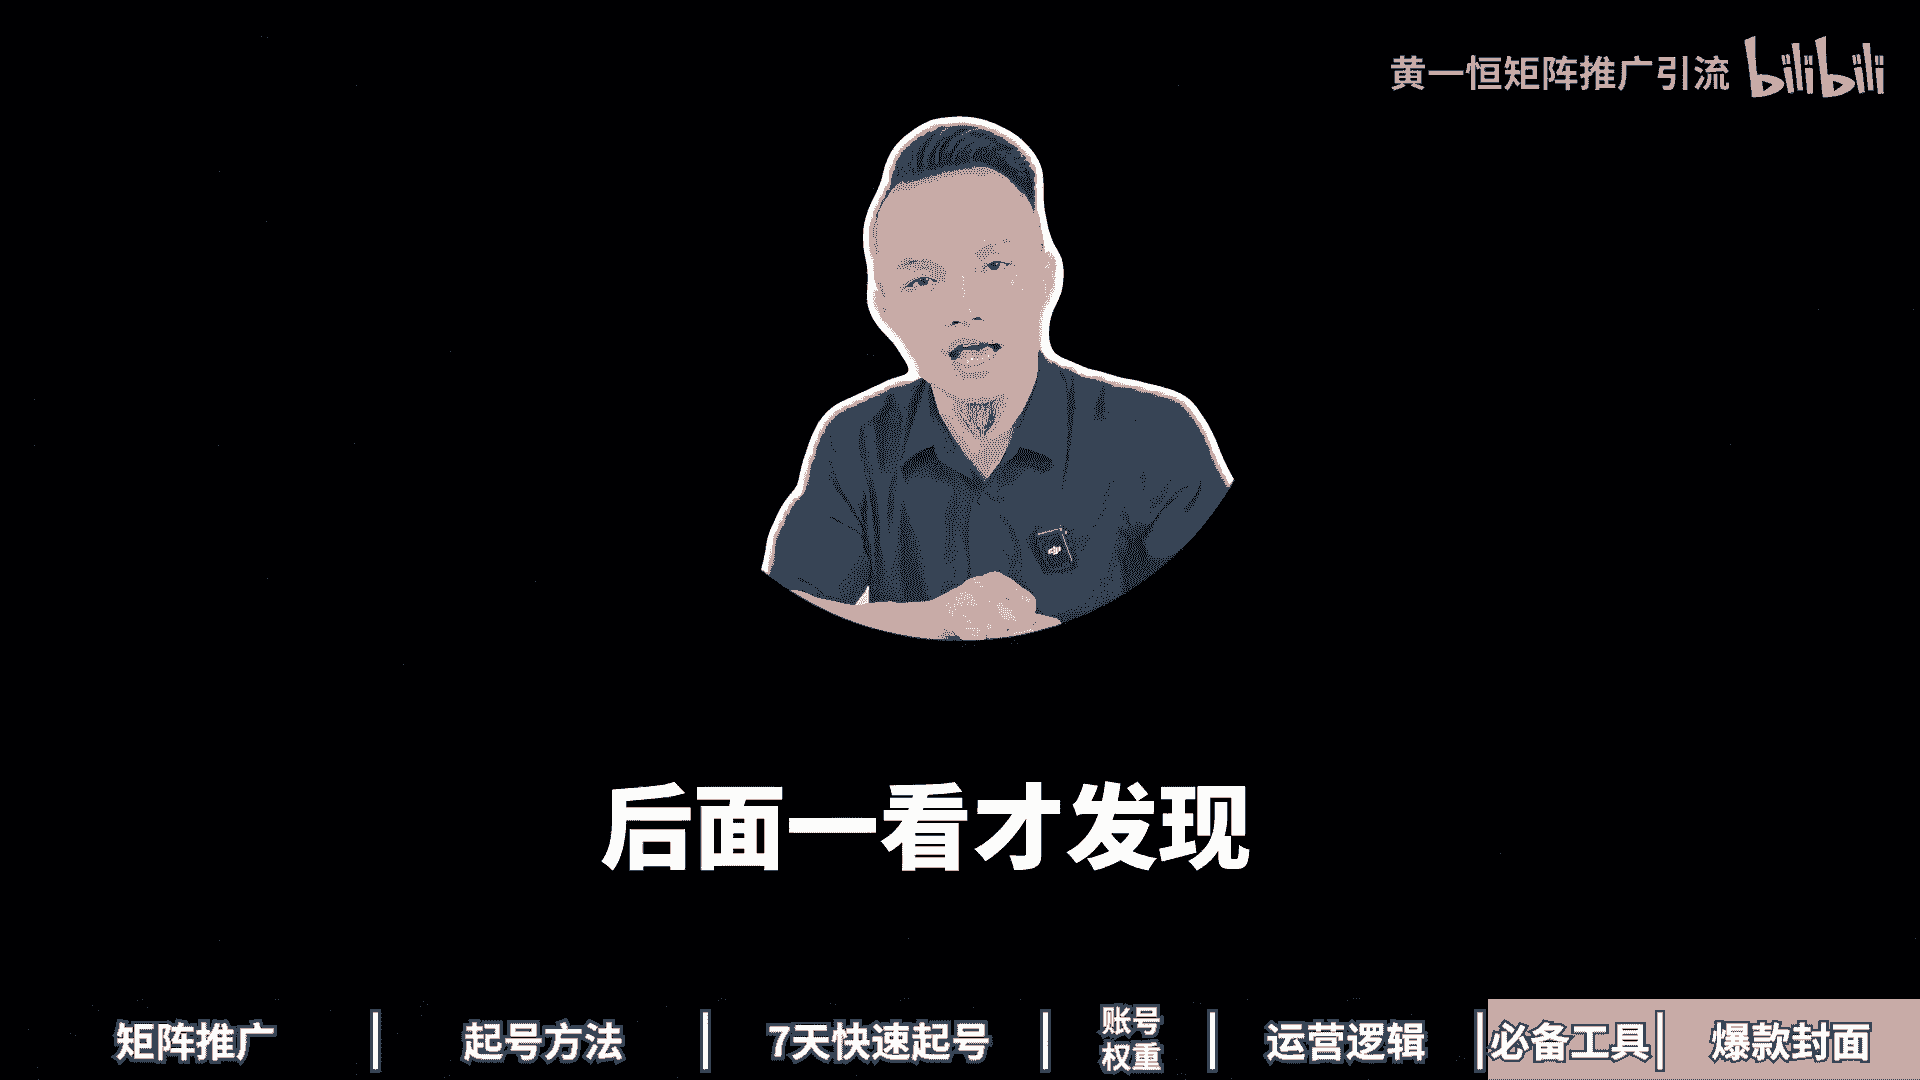 黄一恒矩阵推广引流 bilibili
dji
后面一看才发现
矩阵推广
起号方法
7天快速起号
账号
权重
运营逻辑
必备工具
爆款封面